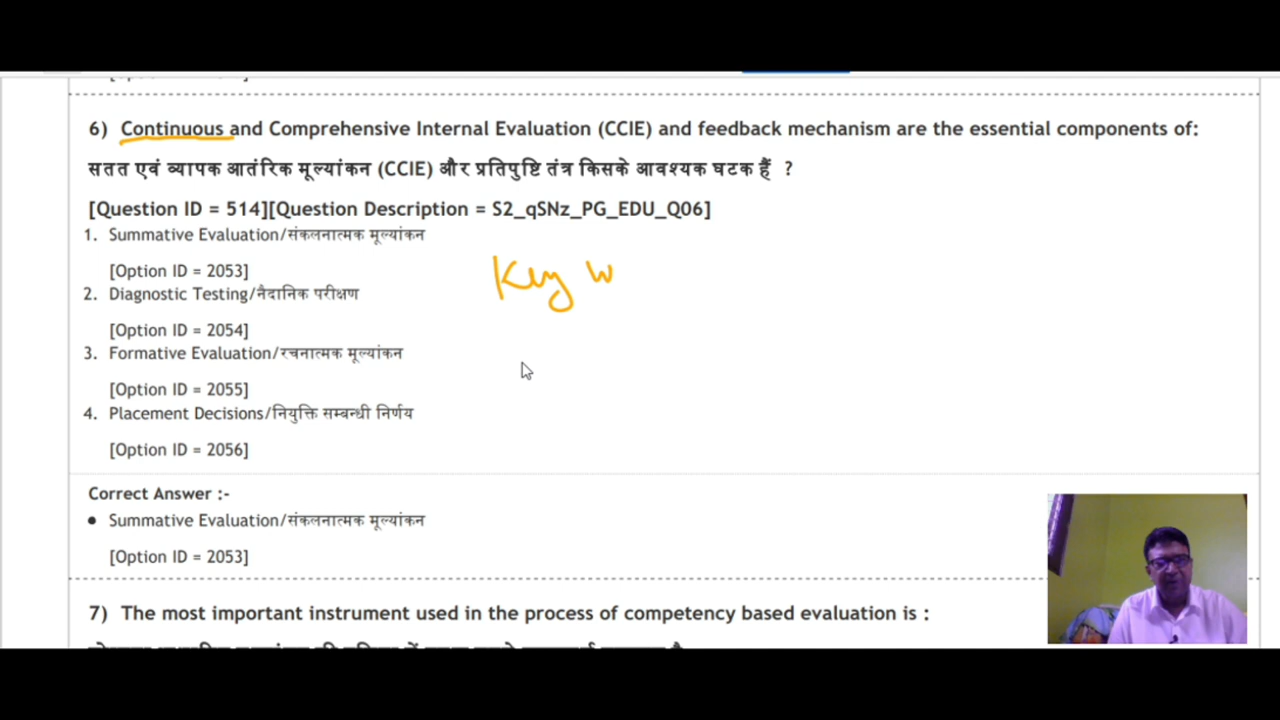 6) Continuous and Comprehensive Internal Evaluation (CCIE) and feedback mechanism are the essential components of:
सतत एवं व्यापक आतंरिक मूल्यांकन (CCIE) और प्रतिपुष्टि तंत्र किसके आवश्यक घटक हैं ?
[Question ID = 514][Question Description = S2_qSNz_PG_EDU_Q06]
1. Summative Evaluation/संकलनात्मक मूल्यांकन
[Option ID = 2053]
Key w
2. Diagnostic Testing/नैदानिक परीक्षण
[Option ID = 2054]
3. Formative Evaluation/रचनात्मक मूल्यांकन
[Option ID = 2055]
4. Placement Decisions/नियुक्ति सम्बन्धी निर्णय
[Option ID = 2056]
Correct Answer :-
• Summative Evaluation/संकलनात्मक मूल्यांकन
[Option ID = 2053]
7) The most important instrument used in the process of competency based evaluation is :